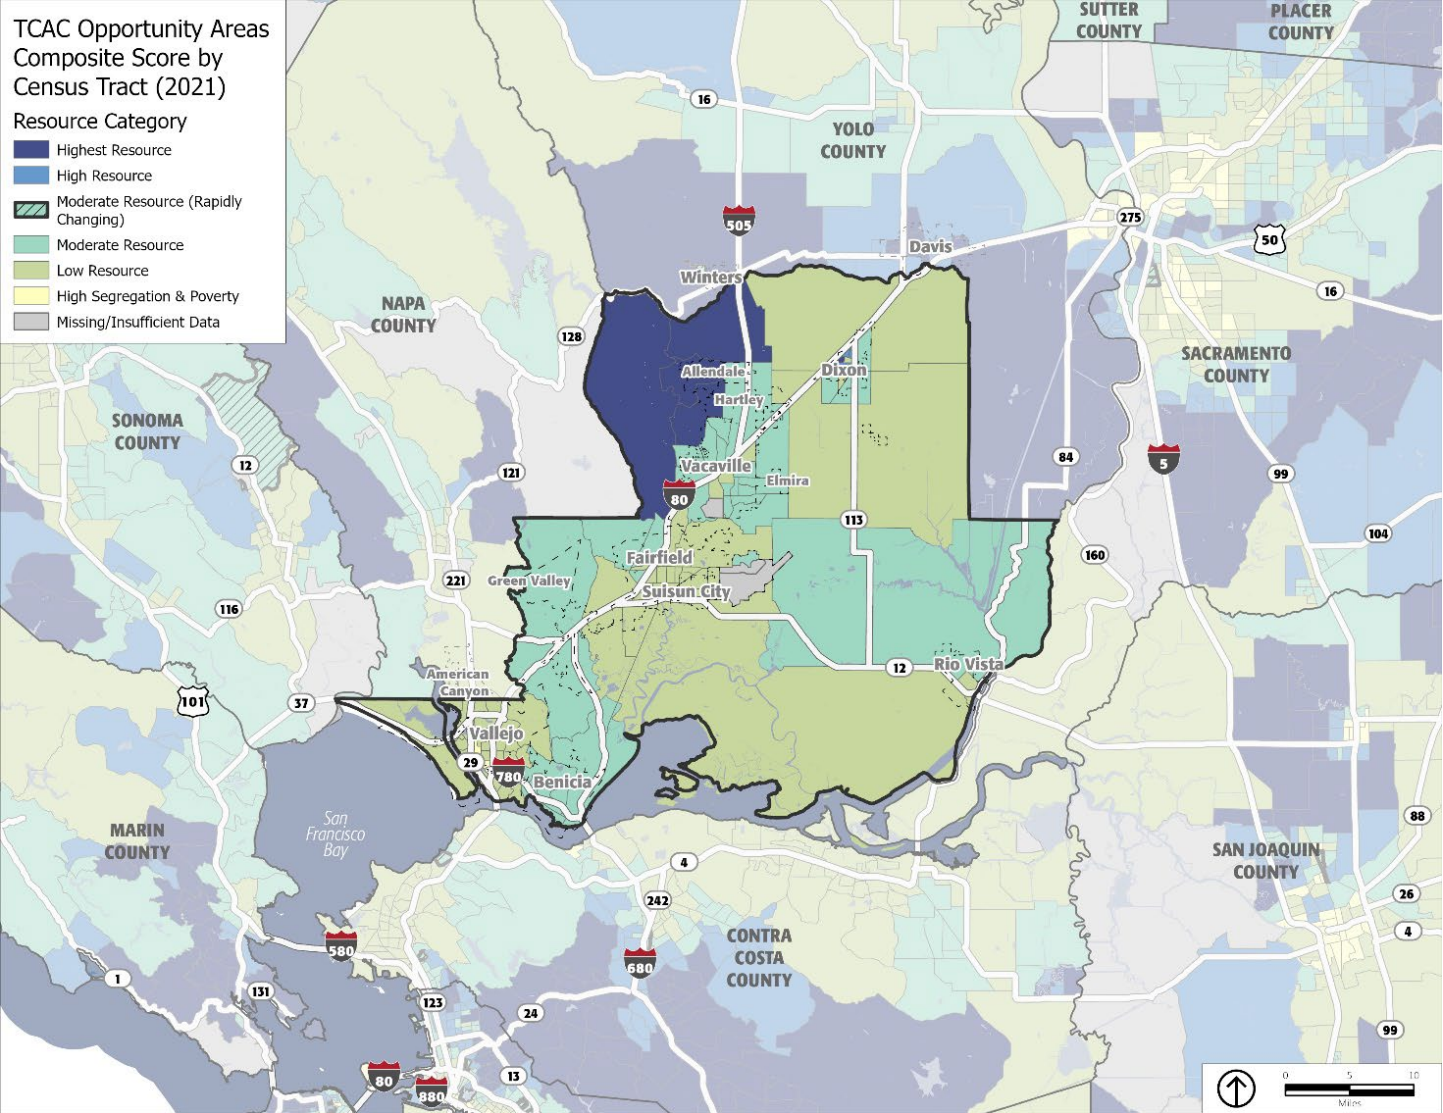 TCAC Opportunity Areas
Composite Score by
Census Tract (2021)
Resource Category
Highest Resource
High Resource
Moderate Resource (Rapidly
Changing)
Moderate Resource
Low Resource
High Segregation & Poverty
Missing/Insufficient Data
SUTTER
COUNTY
PLACER
COUNTY
16
YOLO
COUNTY
505
275
50
Davis
Winters
16
NAPA
COUNTY
128
SACRAMENTO
COUNTY
Allendale
Dixon
Hartley
SONOMA
COUNTY
12
121
Vacaville
Elmira
80
84
5
99
113
104
160
Fairfield
Green Valley
221
Suisun City
116
American
Canyon
12
Rio Vista
101
37
Vallejo
29
780
Benicia
San
Francisco
Bay
MARIN
COUNTY
88
SAN JOAQUIN
COUNTY
4
242
26
4
CONTRA
COSTA
COUNTY
580
680
1
131
123
24
99
80
880
13
0 5 10
Miles